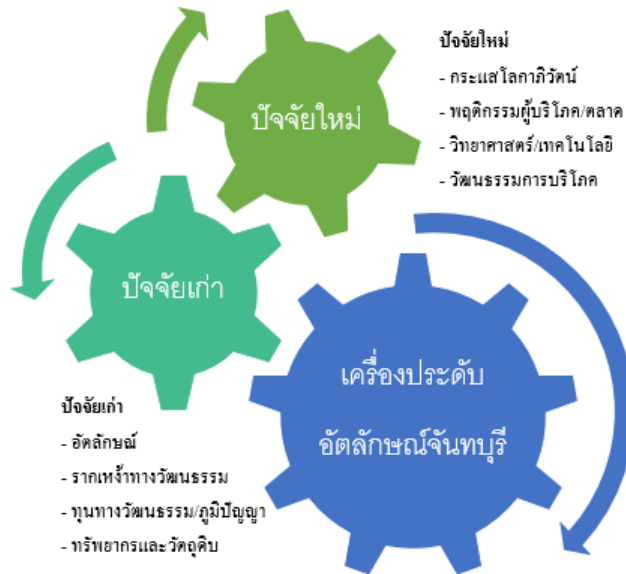 ปัจจัยใหม่
ปัจจัยใหม่
- กระแสโลกาภิวัตน์
- พฤติกรรมผู้บริโภค/ตลาด
- วิทยาศาสตร์/เทคโนโลยี
- วัฒนธรรมการบริโภค
ปัจจัยเก่า
เครื่องประดับ
อัตลักษณ์จันทบุรี
ปัจจัยเก่า
- อัตลักษณ์
- รากเหง้าทางวัฒนธรรม
- ทุนทางวัฒนธรรม/ภูมิปัญญา
- ทรัพยากรและวัตถุดิบ